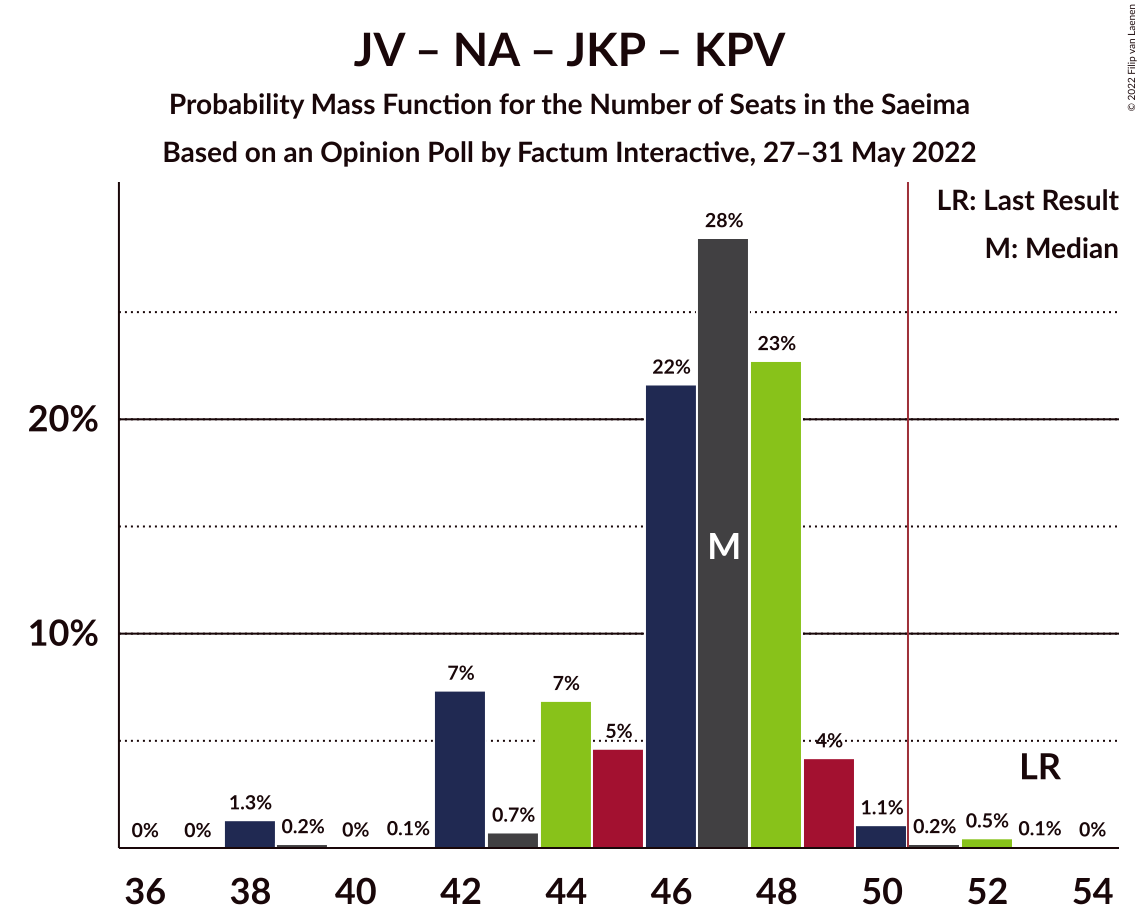 JV – NA – JKP – KPV
Probability Mass Function for the Number of Seats in the Saeima
Based on an Opinion Poll by Factum Interactive, 27–31 May 2022
© 2022 Filip van Laenen
LR: Last Result
M: Median
20%
10%
0%
0%
1.3%
0.2%
0%
0.1%
7%
0.7%
7%
5%
22%
28%
23%
4%
1.1%
0.2%
0.5%
0.1%
0%
M
LR
36 38 40 42 44 46 48 50 52 54